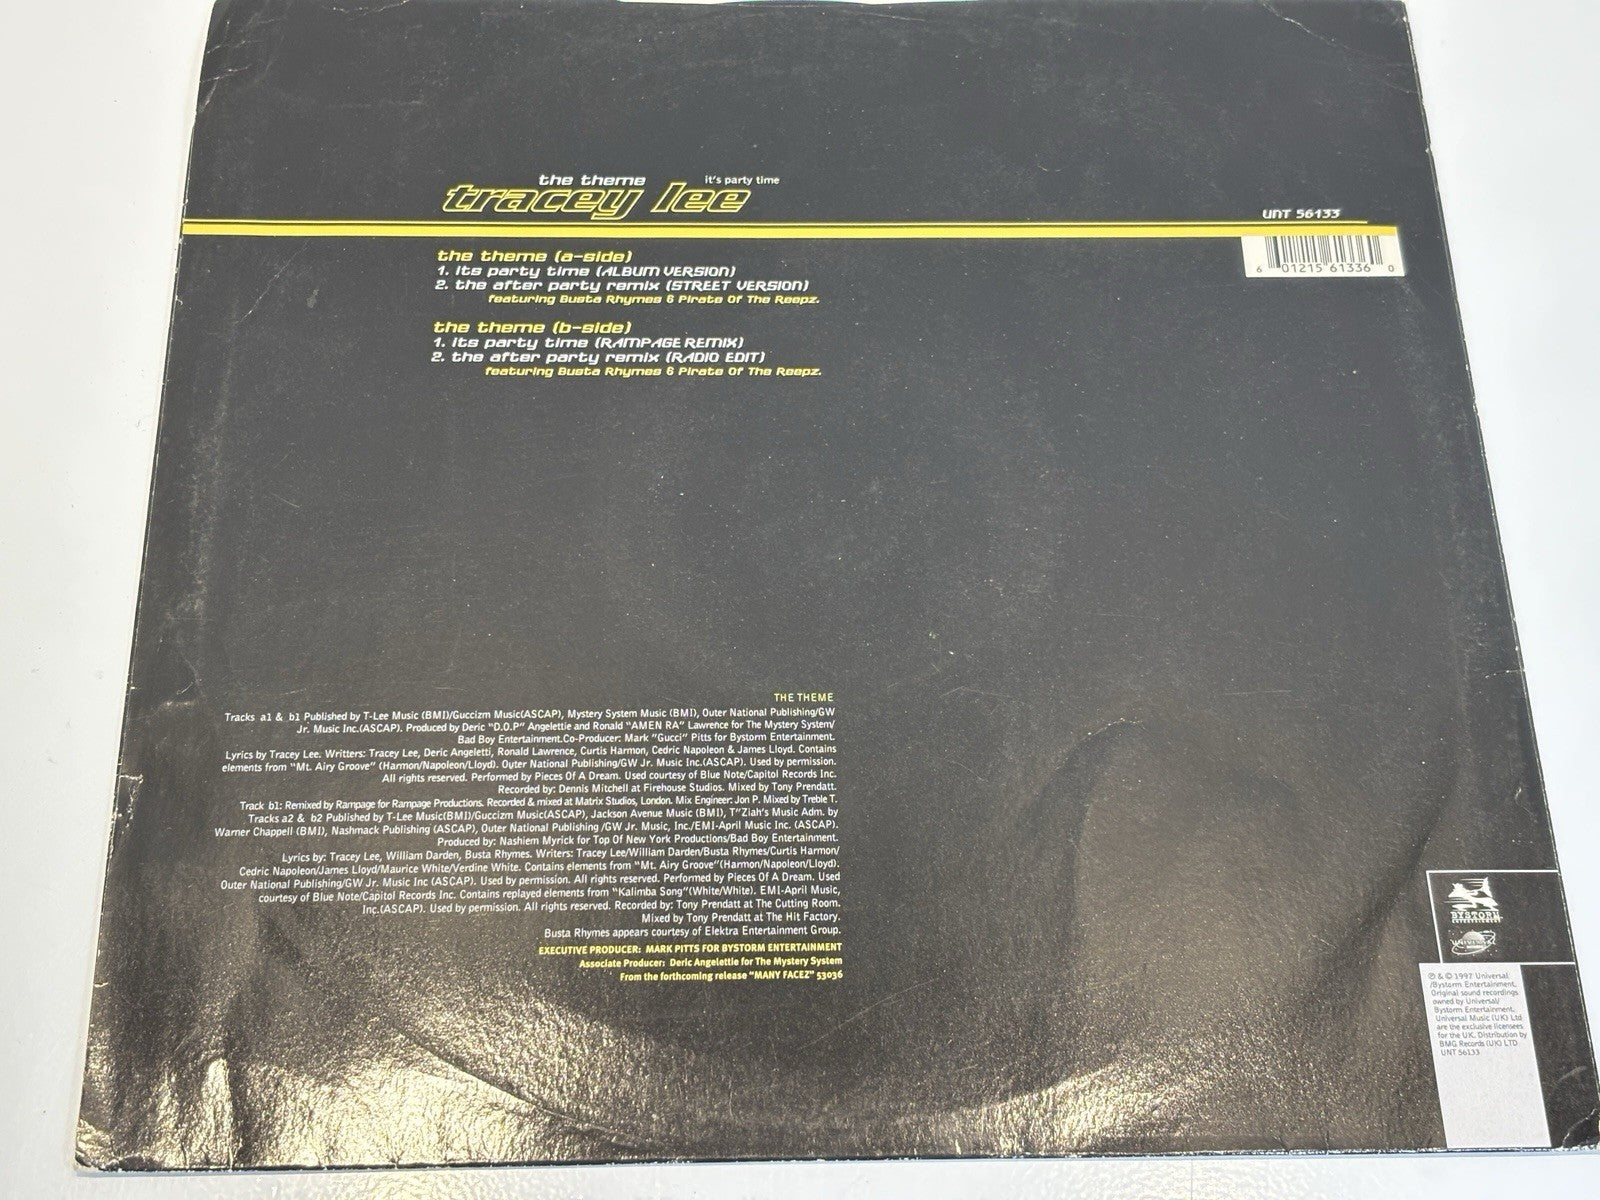 the theme it's party time
tracey lee
UNT 56133
6 01215 61336 0
the theme (a-side)
1. its party time (ALBUM VERSION)
2. the after party remix (STREET VERSION)
featuring Busta Rhymes & Pirate Of The Reepz.
the theme (b-side)
1. its party time (RAMPAGE REMIX)
2. the after party remix (RADIO EDIT)
featuring Busta Rhymes & Pirate Of The Reepz.
THE THEME
Tracks a1 & b1 Published by T-Lee Music (BMI)/Guccizm Music(ASCAP), Mystery System Music (BMI), Outer National Publishing/GW
Jr. Music Inc.(ASCAP). Produced by Deric "D.O.P" Angelettie and Ronald "AMEN RA" Lawrence for The Mystery System/
Bad Boy Entertainment.Co-Producer: Mark "Gucci" Pitts for Bystorm Entertainment.
Lyrics by Tracey Lee. Writters: Tracey Lee, Deric Angeletti, Ronald Lawrence, Curtis Harmon, Cedric Napoleon & James Lloyd. Contains
elements from "Mt. Airy Groove" (Harmon/Napoleon/Lloyd). Outer National Publishing/GW Jr. Music Inc.(ASCAP). Used by permission.
All rights reserved. Performed by Pieces Of A Dream. Used courtesy of Blue Note/Capitol Records Inc.
Recorded by: Dennis Mitchell at Firehouse Studios. Mixed by Tony Prendatt.
Track b1: Remixed by Rampage for Rampage Productions. Recorded & mixed at Matrix Studios, London. Mix Engineer: Jon P. Mixed by Treble T.
Tracks a2 & b2 Published by T-Lee Music(BMI)/Guccizm Music(ASCAP), Jackson Avenue Music (BMI), T"Ziah's Music Adm. by
Warner Chappell (BMI), Nashmack Publishing (ASCAP), Outer National Publishing /GW Jr. Music, Inc./EMI-April Music Inc. (ASCAP).
Produced by: Nashiem Myrick for Top Of New York Productions/Bad Boy Entertainment.
Lyrics by: Tracey Lee, William Darden, Busta Rhymes. Writers: Tracey Lee/William Darden/Busta Rhymes/Curtis Harmon/
Cedric Napoleon/James Lloyd/Maurice White/Verdine White. Contains elements from "Mt. Airy Groove"(Harmon/Napoleon/Lloyd).
Outer National Publishing/GW Jr. Music Inc (ASCAP). Used by permission. All rights reserved. Performed by Pieces Of A Dream. Used
courtesy of Blue Note/Capitol Records Inc. Contains replayed elements from "Kalimba Song"(White/White). EMI-April Music,
Inc.(ASCAP). Used by permission. All rights reserved. Recorded by: Tony Prendatt at The Cutting Room.
Mixed by Tony Prendatt at The Hit Factory.
Busta Rhymes appears courtesy of Elektra Entertainment Group.
EXECUTIVE PRODUCER: MARK PITTS FOR BYSTORM ENTERTAINMENT
Associate Producer: Deric Angelettie for The Mystery System
From the forthcoming release "MANY FACEZ" 53036
BYSTORM
ENTERTAINMENT
UNIVERSAL
℗ & © 1997 Universal
/Bystorm Entertainment.
Original sound recordings
owned by Universal/
Bystorm Entertainment.
Universal Music (UK) Ltd
are the exclusive licensees
for the UK. Distribution by
BMG Records (UK) LTD
UNT 56133